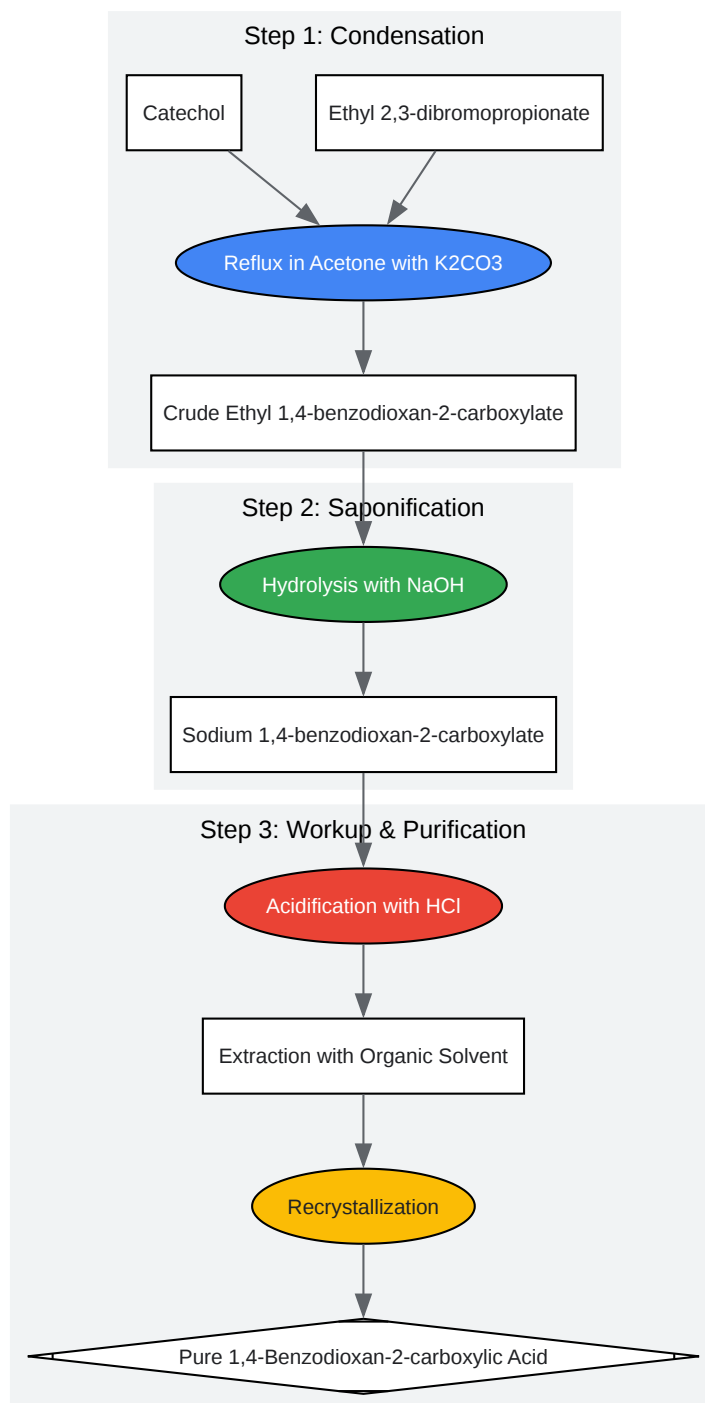 Step 1: Condensation
Catechol
Ethyl 2,3-dibromopropionate
Reflux in Acetone with K2CO3
Crude Ethyl 1,4-benzodioxan-2-carboxylate
Step 2: Saponification
Hydrolysis with NaOH
Sodium 1,4-benzodioxan-2-carboxylate
Step 3: Workup & Purification
Acidification with HCl
Extraction with Organic Solvent
Recrystallization
Pure 1,4-Benzodioxan-2-carboxylic Acid